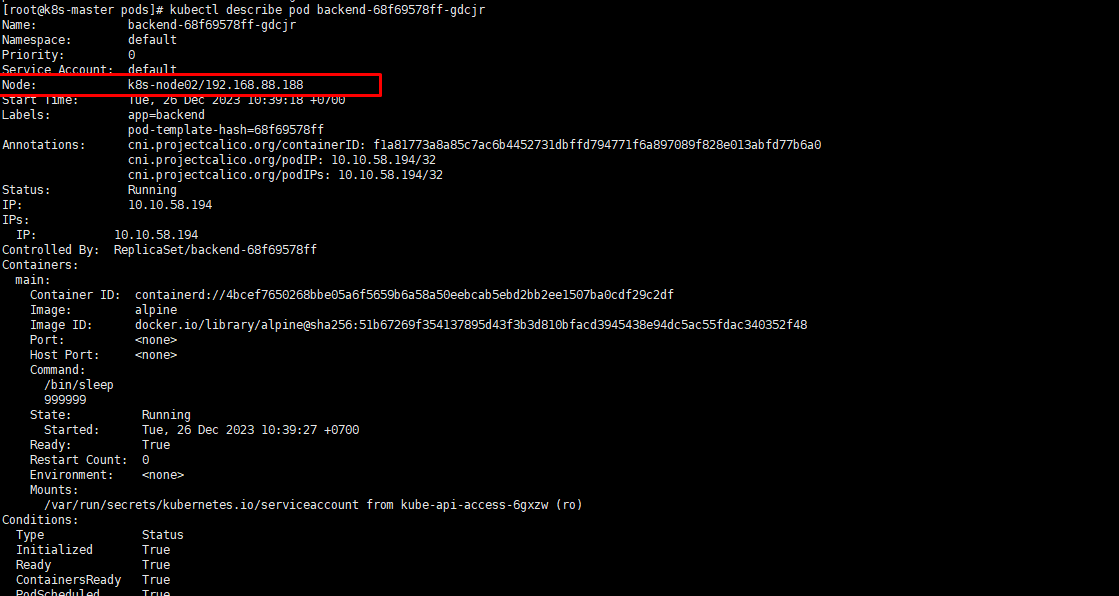 [root@k8s-master pods]# kubectl describe pod backend-68f69578ff-gdcjr
Name:             backend-68f69578ff-gdcjr
Namespace:        default
Priority:         0
Service Account:  default
Node:             k8s-node02/192.168.88.188
Start Time:       Tue, 26 Dec 2023 10:39:18 +0700
Labels:           app=backend
                  pod-template-hash=68f69578ff
Annotations:      cni.projectcalico.org/containerID: f1a81773a8a85c7ac6b4452731dbffd794771f6a897089f828e013abfd77b6a0
                  cni.projectcalico.org/podIP: 10.10.58.194/32
                  cni.projectcalico.org/podIPs: 10.10.58.194/32
Status:           Running
IP:               10.10.58.194
IPs:
  IP:           10.10.58.194
Controlled By:  ReplicaSet/backend-68f69578ff
Containers:
  main:
    Container ID:  containerd://4bcef7650268bbe05a6f5659b6a58a50eebcab5ebd2bb2ee1507ba0cdf29c2df
    Image:         alpine
    Image ID:      docker.io/library/alpine@sha256:51b67269f354137895d43f3b3d810bfacd3945438e94dc5ac55fdac340352f48
    Port:          <none>
    Host Port:     <none>
    Command:
      /bin/sleep
      999999
    State:          Running
      Started:      Tue, 26 Dec 2023 10:39:27 +0700
    Ready:          True
    Restart Count:  0
    Environment:    <none>
    Mounts:
      /var/run/secrets/kubernetes.io/serviceaccount from kube-api-access-6gxzw (ro)
Conditions:
  Type              Status
  Initialized       True
  Ready             True
  ContainersReady   True
  PodScheduled      True